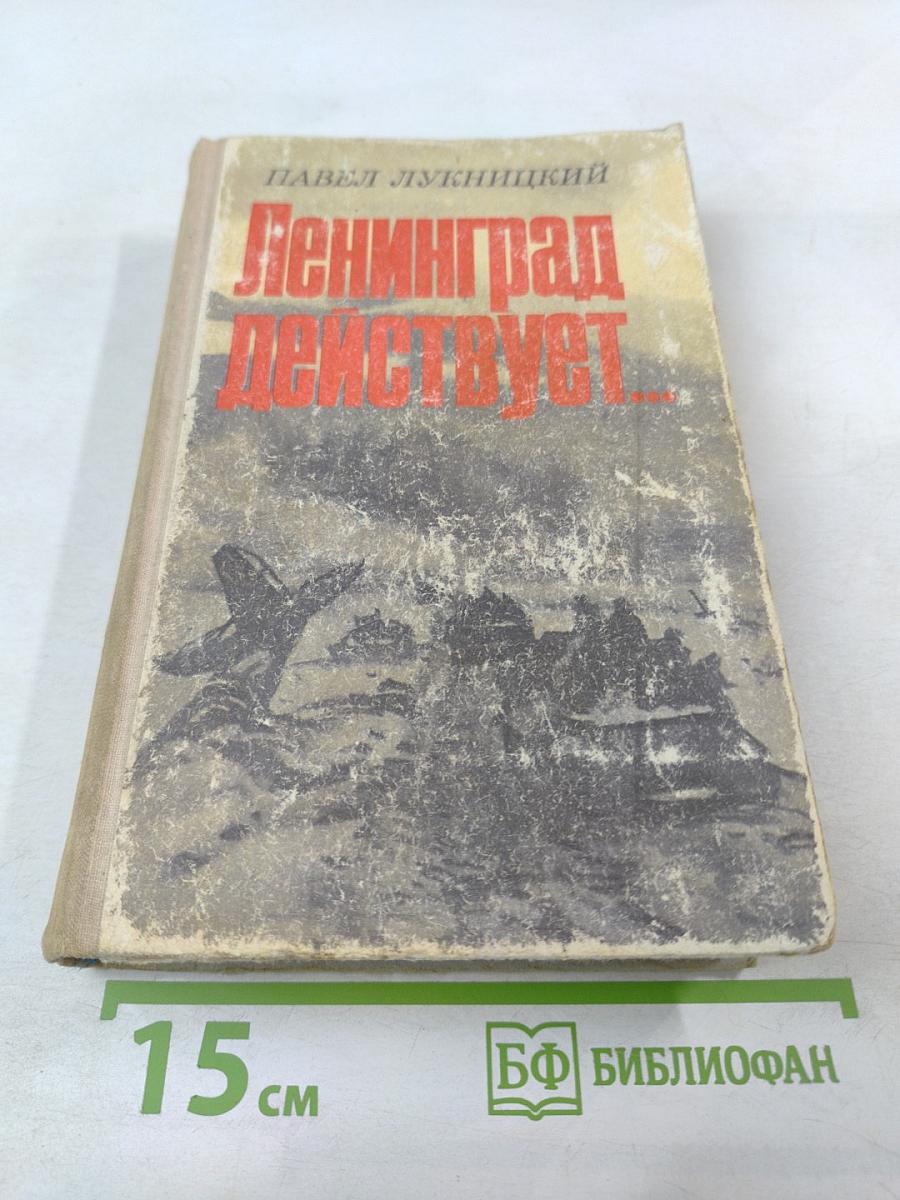 ПАВЕЛ ЛУКНИЦКИЙ
Ленинград
действует...
15 см
БФ БИБЛИОФАН